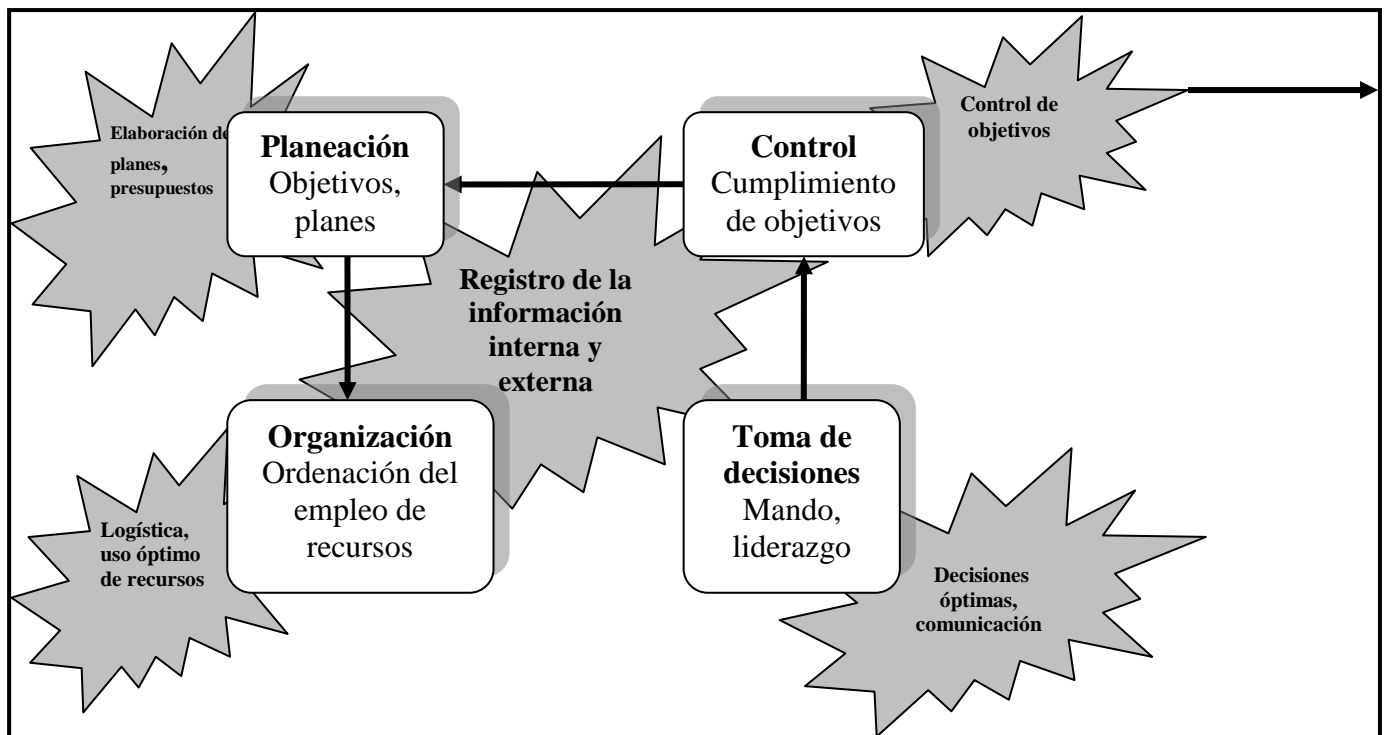 Elaboración de
planes,
presupuestos
Planeación
Objetivos,
planes
Control
Cumplimiento
de objetivos
Control de
objetivos
Registro de la
información
interna y
externa
Organización
Ordenación del
empleo de
recursos
Logística,
uso óptimo
de recursos
Toma de
decisiones
Mando,
liderazgo
Decisiones
óptimas,
comunicación